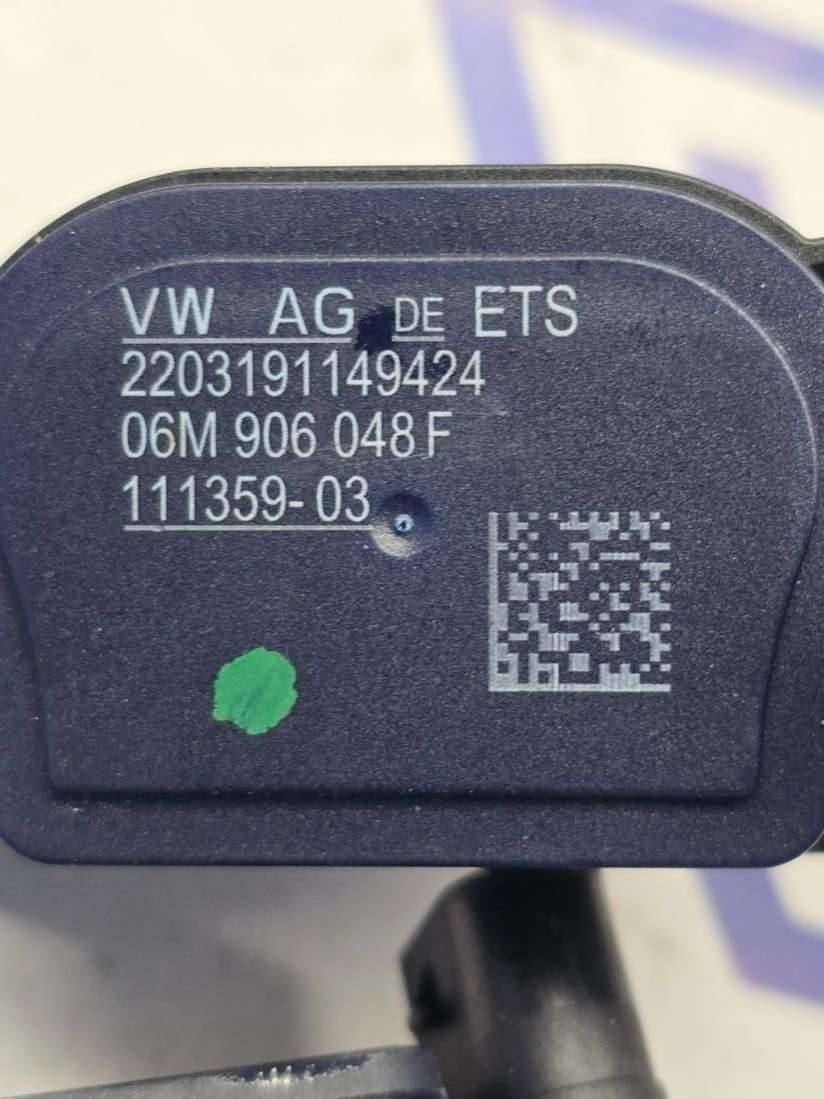 VW AG DE ETS
2203191149424
06M 906 048 F
111359-03